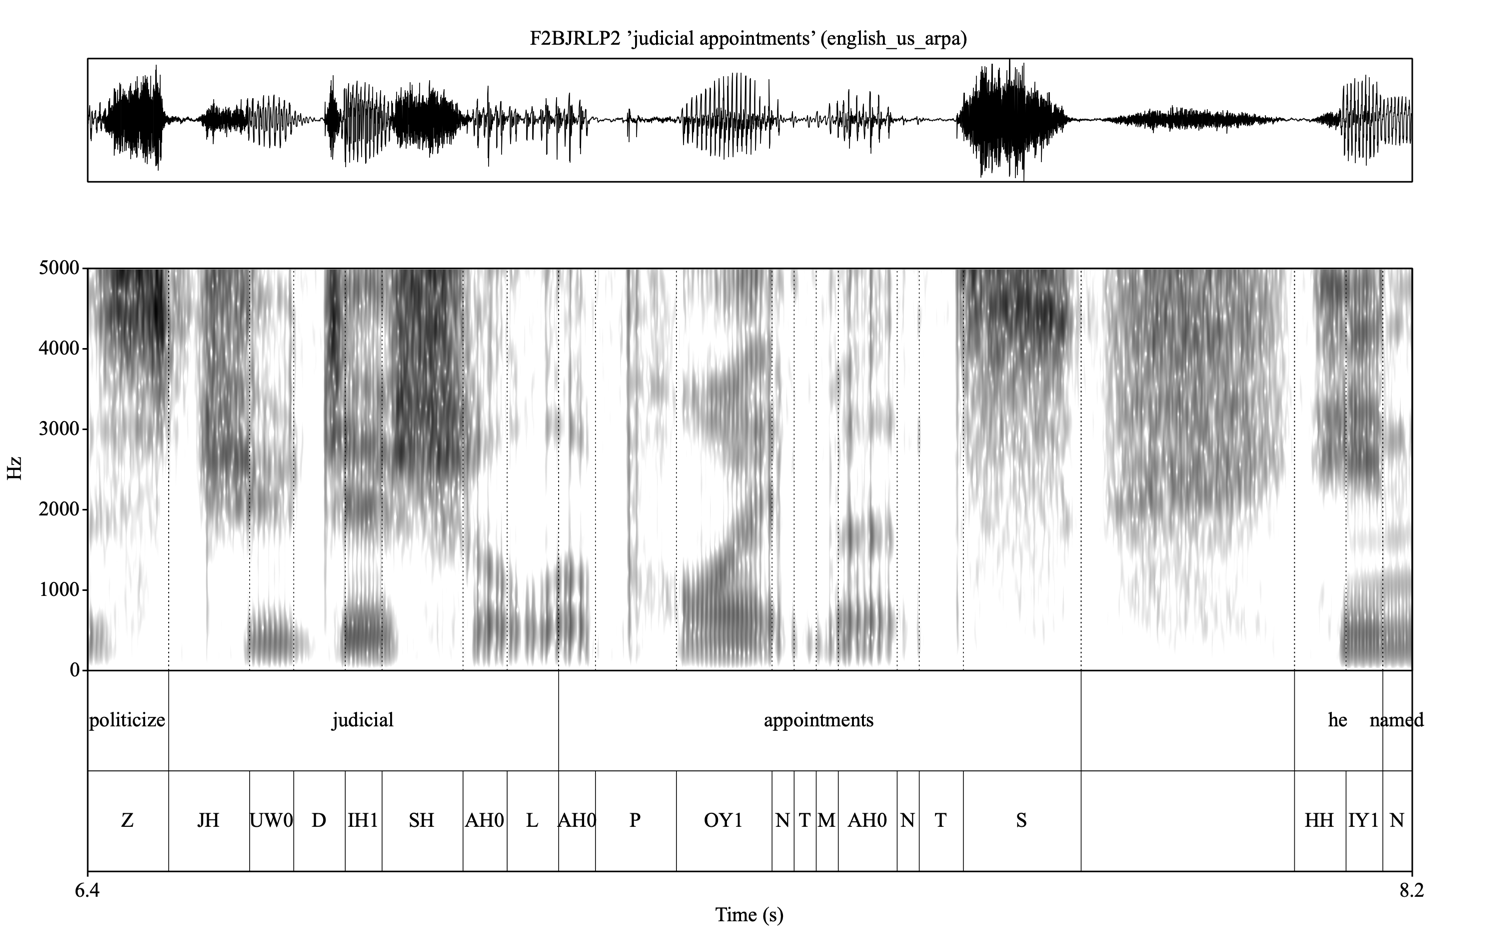 F2BJRLP2 ’judicial appointments’ (english_us_arpa)
5000
4000
3000
2000
1000
0
Hz
politicize judicial appointments he named
Z JH UW0 D IH1 SH AH0 L AH0 P OY1 N T M AH0 N T S HH IY1 N
6.4 8.2
Time (s)